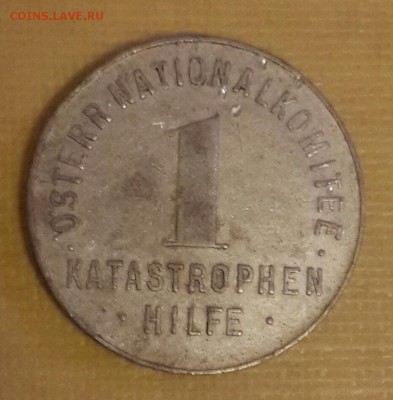 COINS.LAVE.RU
· ÖSTERR · NATIONALKOMITEE ·
1
KATASTROPHEN
· HILFE ·